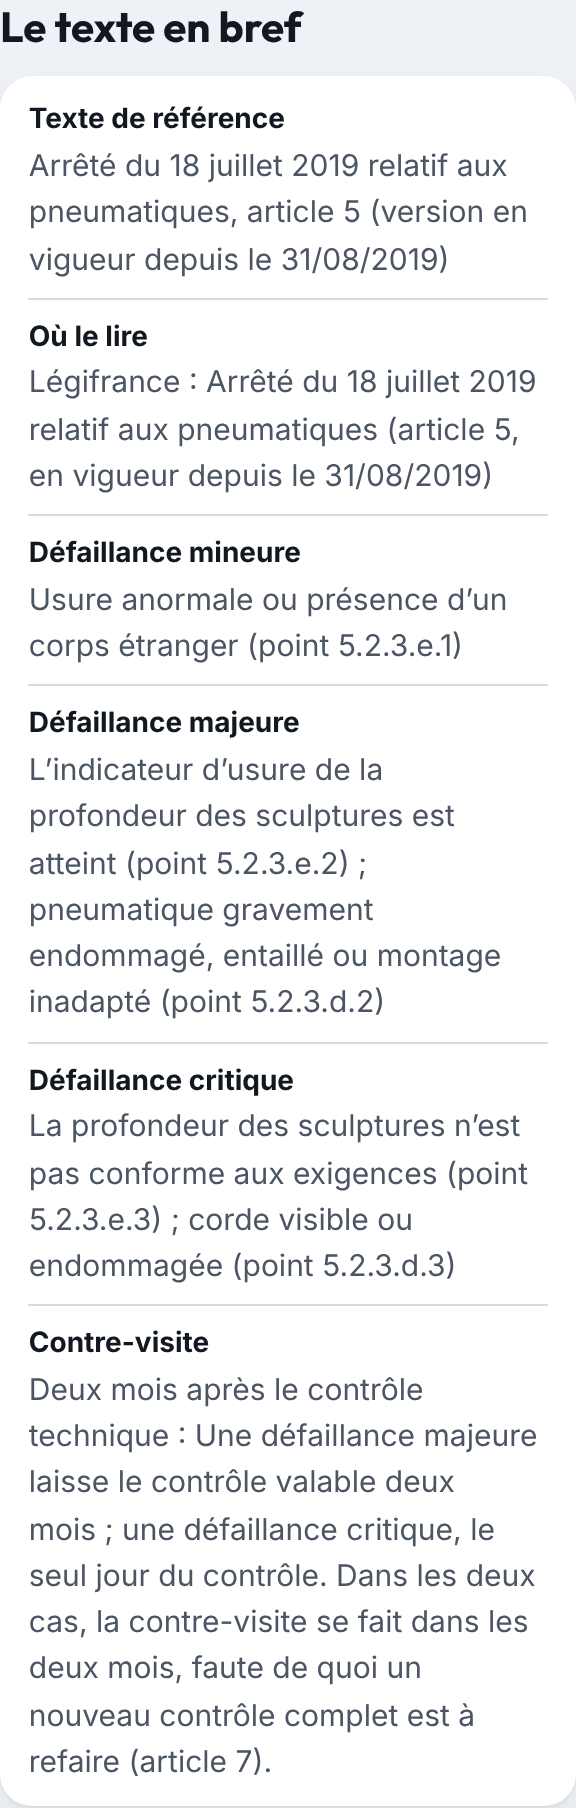 Le texte en bref
Texte de référence
Arrêté du 18 juillet 2019 relatif aux
pneumatiques, article 5 (version en
vigueur depuis le 31/08/2019)
Où le lire
Légifrance : Arrêté du 18 juillet 2019
relatif aux pneumatiques (article 5,
en vigueur depuis le 31/08/2019)
Défaillance mineure
Usure anormale ou présence d’un
corps étranger (point 5.2.3.e.1)
Défaillance majeure
L’indicateur d’usure de la
profondeur des sculptures est
atteint (point 5.2.3.e.2) ;
pneumatique gravement
endommagé, entaillé ou montage
inadapté (point 5.2.3.d.2)
Défaillance critique
La profondeur des sculptures n’est
pas conforme aux exigences (point
5.2.3.e.3) ; corde visible ou
endommagée (point 5.2.3.d.3)
Contre-visite
Deux mois après le contrôle
technique : Une défaillance majeure
laisse le contrôle valable deux
mois ; une défaillance critique, le
seul jour du contrôle. Dans les deux
cas, la contre-visite se fait dans les
deux mois, faute de quoi un
nouveau contrôle complet est à
refaire (article 7).